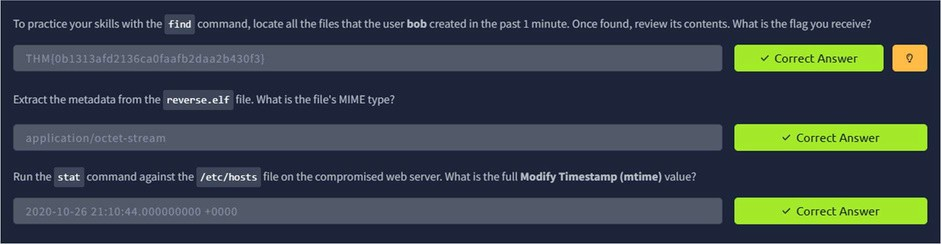 To practice your skills with the find command, locate all the files that the user bob created in the past 1 minute. Once found, review its contents. What is the flag you receive?
THM{0b1313afd2136ca0faafb2daa2b430f3}
✓ Correct Answer
Extract the metadata from the reverse.elf file. What is the file's MIME type?
application/octet-stream
✓ Correct Answer
Run the stat command against the /etc/hosts file on the compromised web server. What is the full Modify Timestamp (mtime) value?
2020-10-26 21:10:44.000000000 +0000
✓ Correct Answer